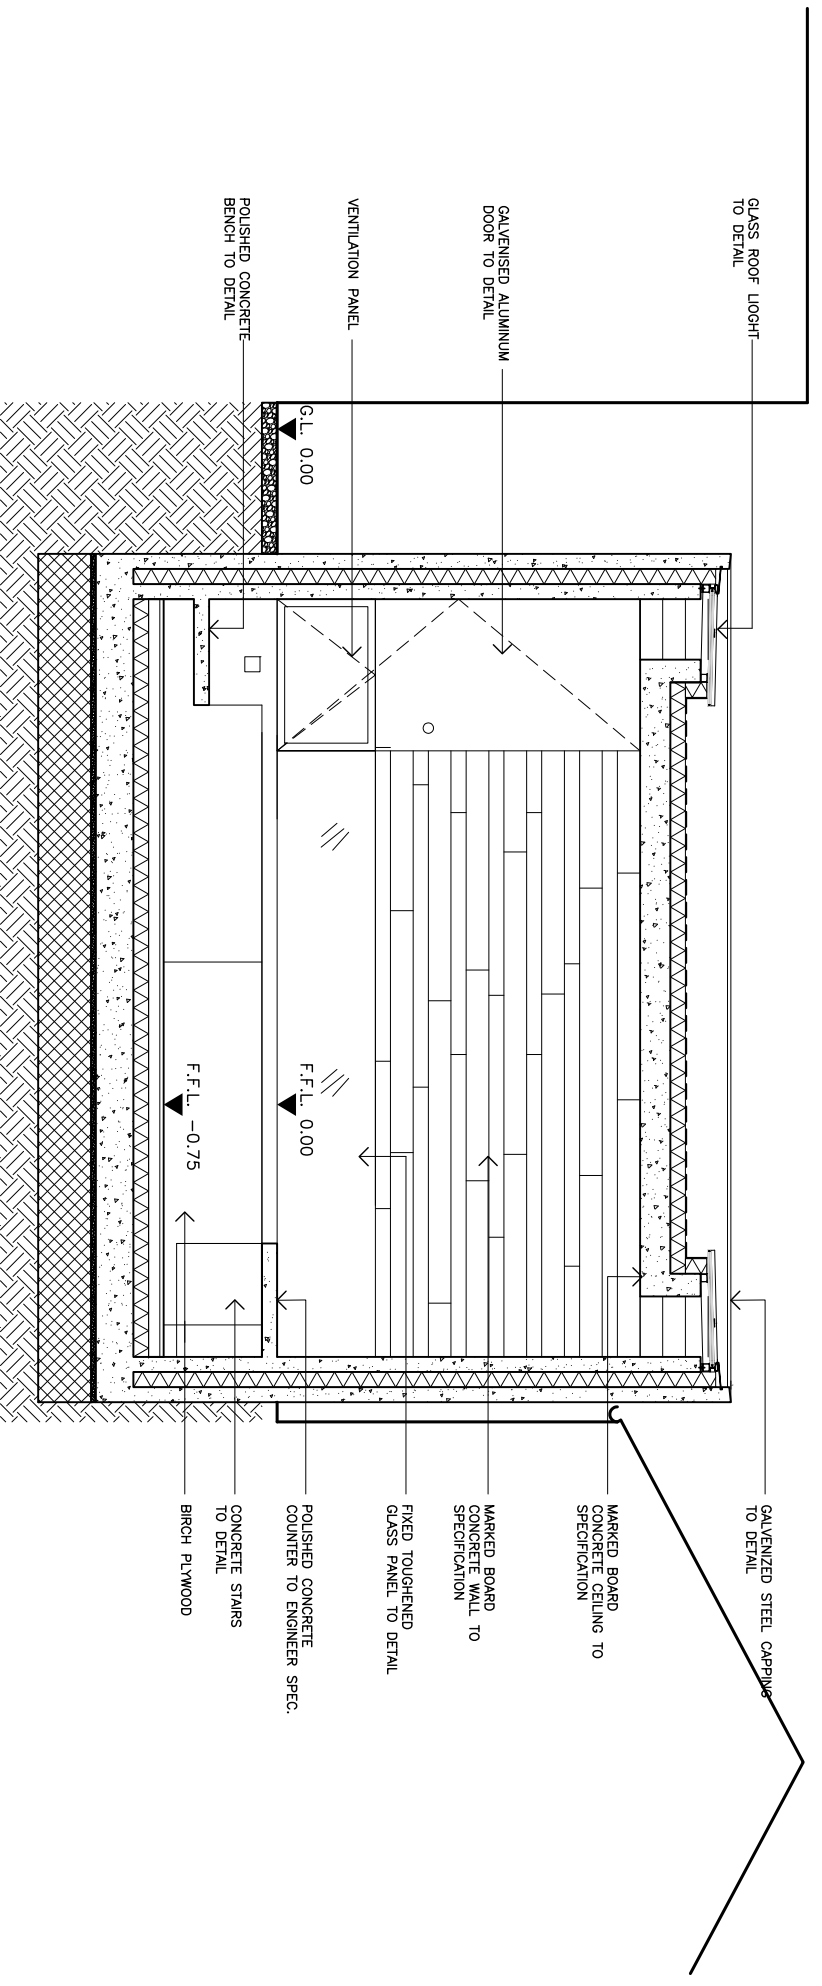 GLASS ROOF LIOGHT
TO DETAIL
GALVENISED ALUMINUM
DOOR TO DETAIL
VENTILATION PANEL
POLISHED CONCRETE
BENCH TO DETAIL
G.L. 0.00
F.F.L. 0.00
F.F.L. -0.75
GALVENIZED STEEL CAPPING
TO DETAIL
MARKED BOARD
CONCRETE CEILING TO
SPECIFICATION
MARKED BOARD
CONCRETE WALL TO
SPECIFICATION
FIXED TOUGHENED
GLASS PANEL TO DETAIL
POLISHED CONCRETE
COUNTER TO ENGINEER SPEC.
CONCRETE STAIRS
TO DETAIL
BIRCH PLYWOOD